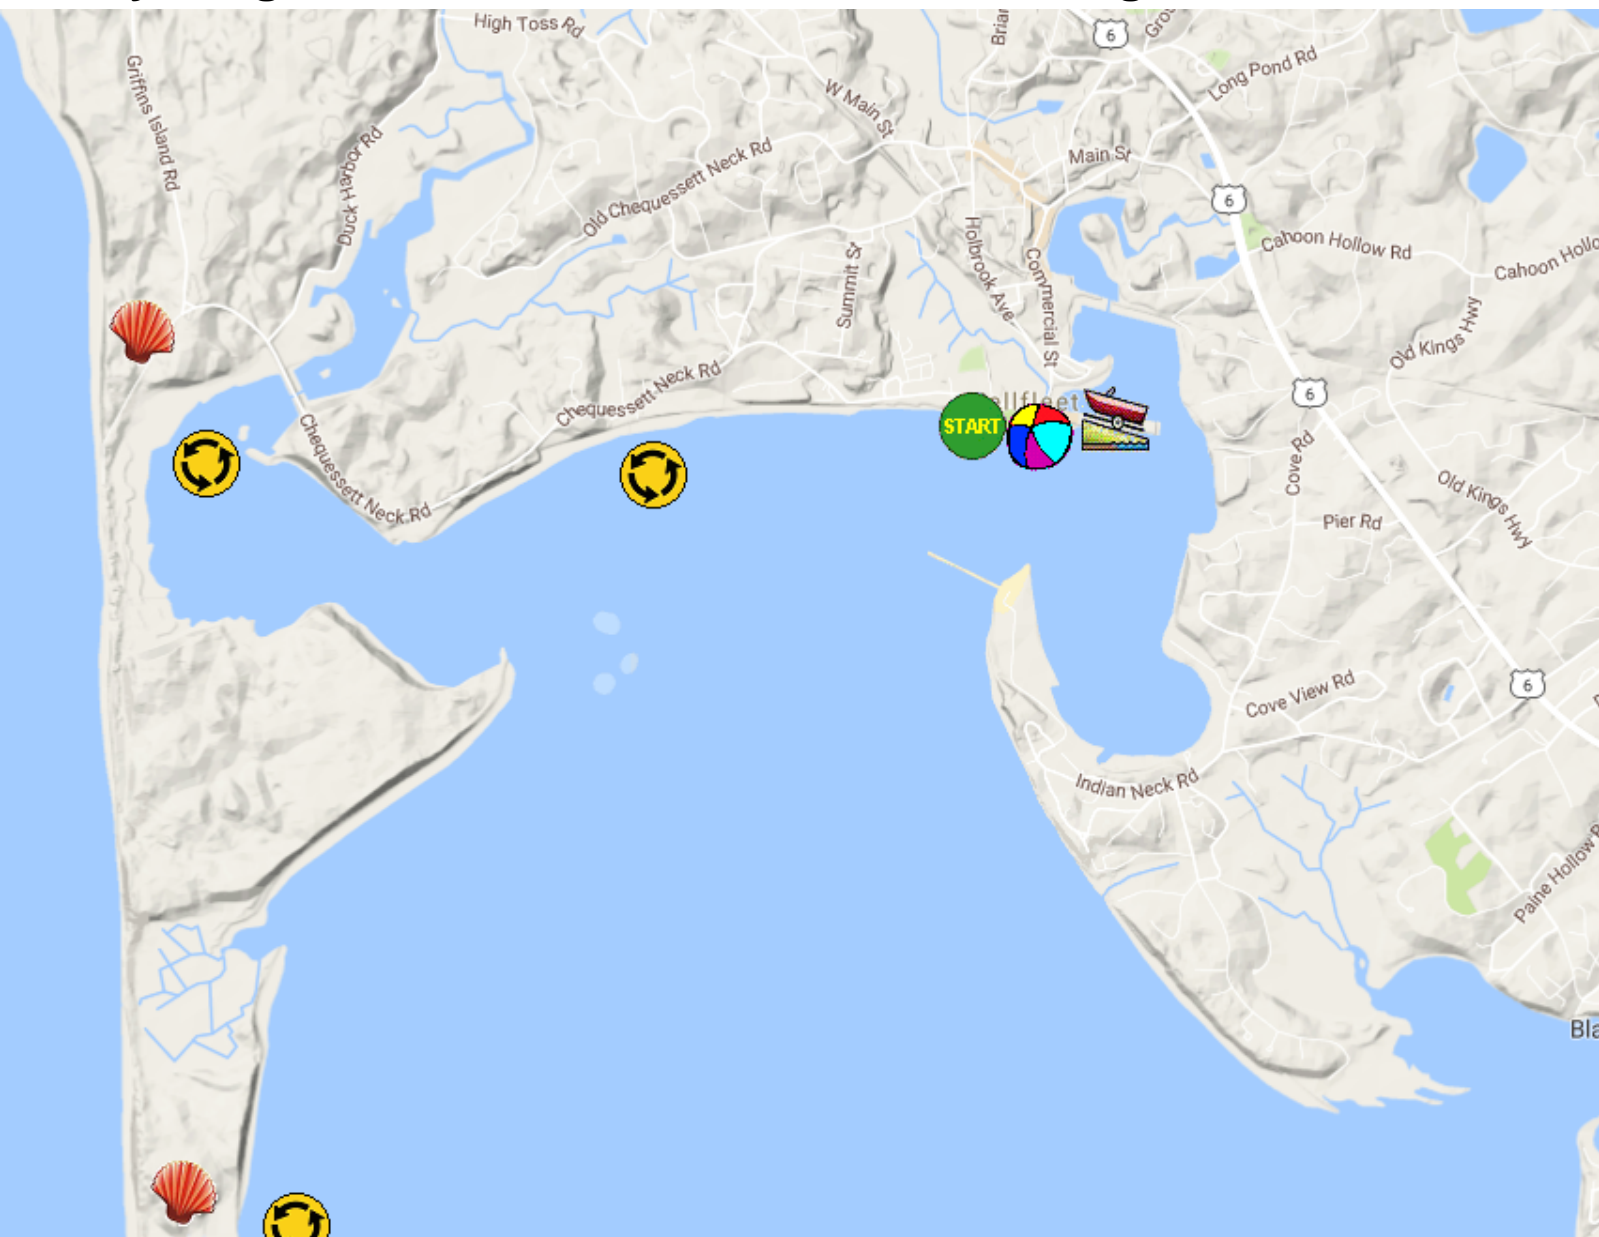 High Toss Rd
Brian
6
Gros
Griffins Island Rd
Long Pond Rd
W Main St
Duck Harbor Rd
Old Chequessett Neck Rd
Main St
6
Holbrook Ave
Commercial St
Cahoon Hollow Rd
Cahoon Hollo
Summit St
Old Kings Hwy
Chequessett Neck Rd
6
ellfleet
START
Chequessett Neck Rd
Cove Rd
Old Kings Hwy
Pier Rd
Cove View Rd
6
Indian Neck Rd
Paine Hollow R
Bla